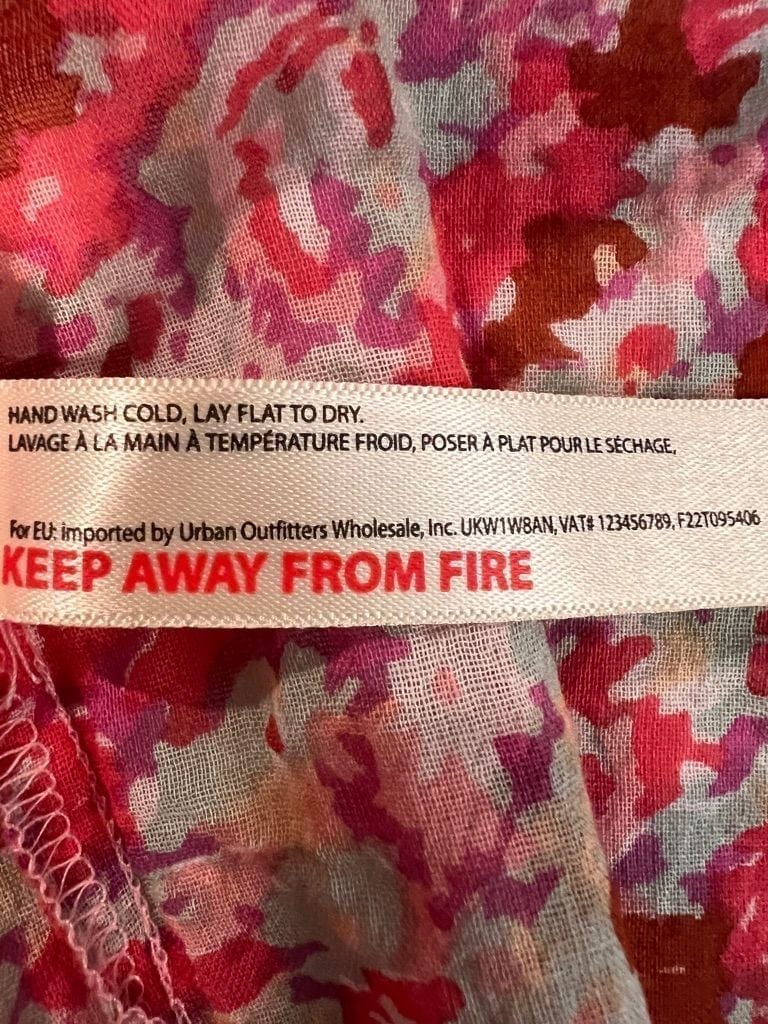 HAND WASH COLD, LAY FLAT TO DRY.
LAVAGE À LA MAIN À TEMPÉRATURE FROID, POSER À PLAT POUR LE SÉCHAGE,
For EU: imported by Urban Outfitters Wholesale, Inc. UKW1W8AN, VAT# 123456789, F22T095406
KEEP AWAY FROM FIRE